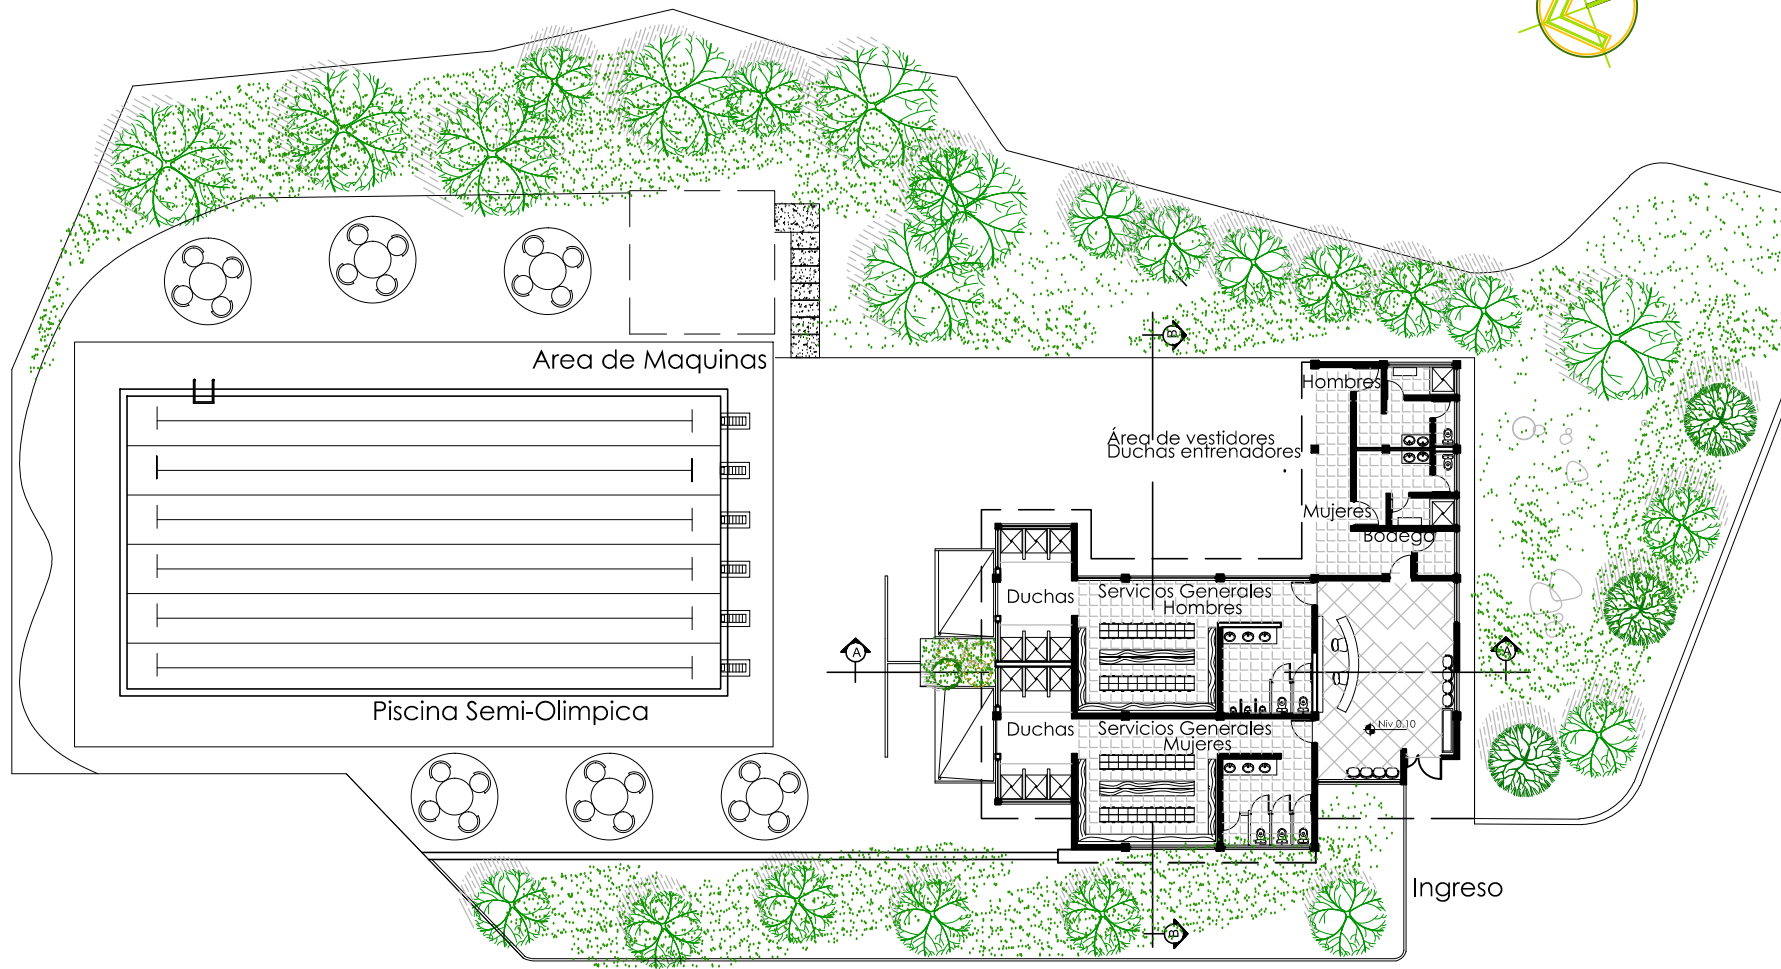 B
Area de Maquinas
Hombres
Área de vestidores
Duchas entrenadores
Mujeres
Bodega
Duchas
Servicios Generales
Hombres
A
A
Piscina Semi-Olimpica
Duchas
Servicios Generales
Mujeres
Niv 0.10
Ingreso
B